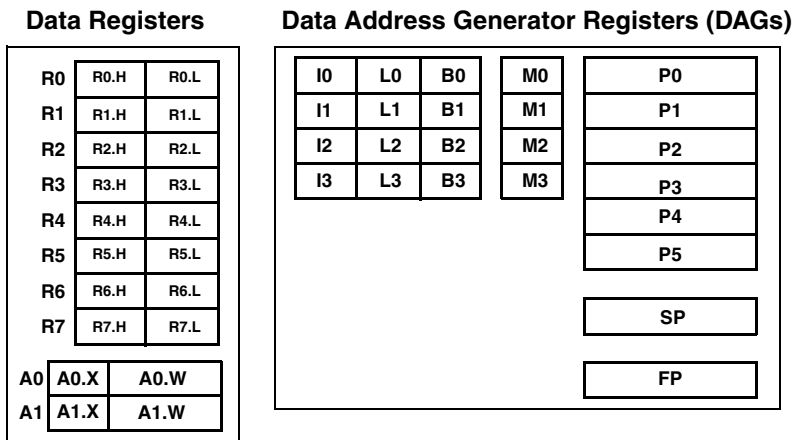 Data Registers
Data Address Generator Registers (DAGs)
R0 R0.H R0.L
R1 R1.H R1.L
R2 R2.H R2.L
R3 R3.H R3.L
R4 R4.H R4.L
R5 R5.H R5.L
R6 R6.H R6.L
R7 R7.H R7.L
A0 A0.X A0.W
A1 A1.X A1.W
I0 L0 B0 M0 P0
I1 L1 B1 M1 P1
I2 L2 B2 M2 P2
I3 L3 B3 M3 P3
P4
P5
SP
FP